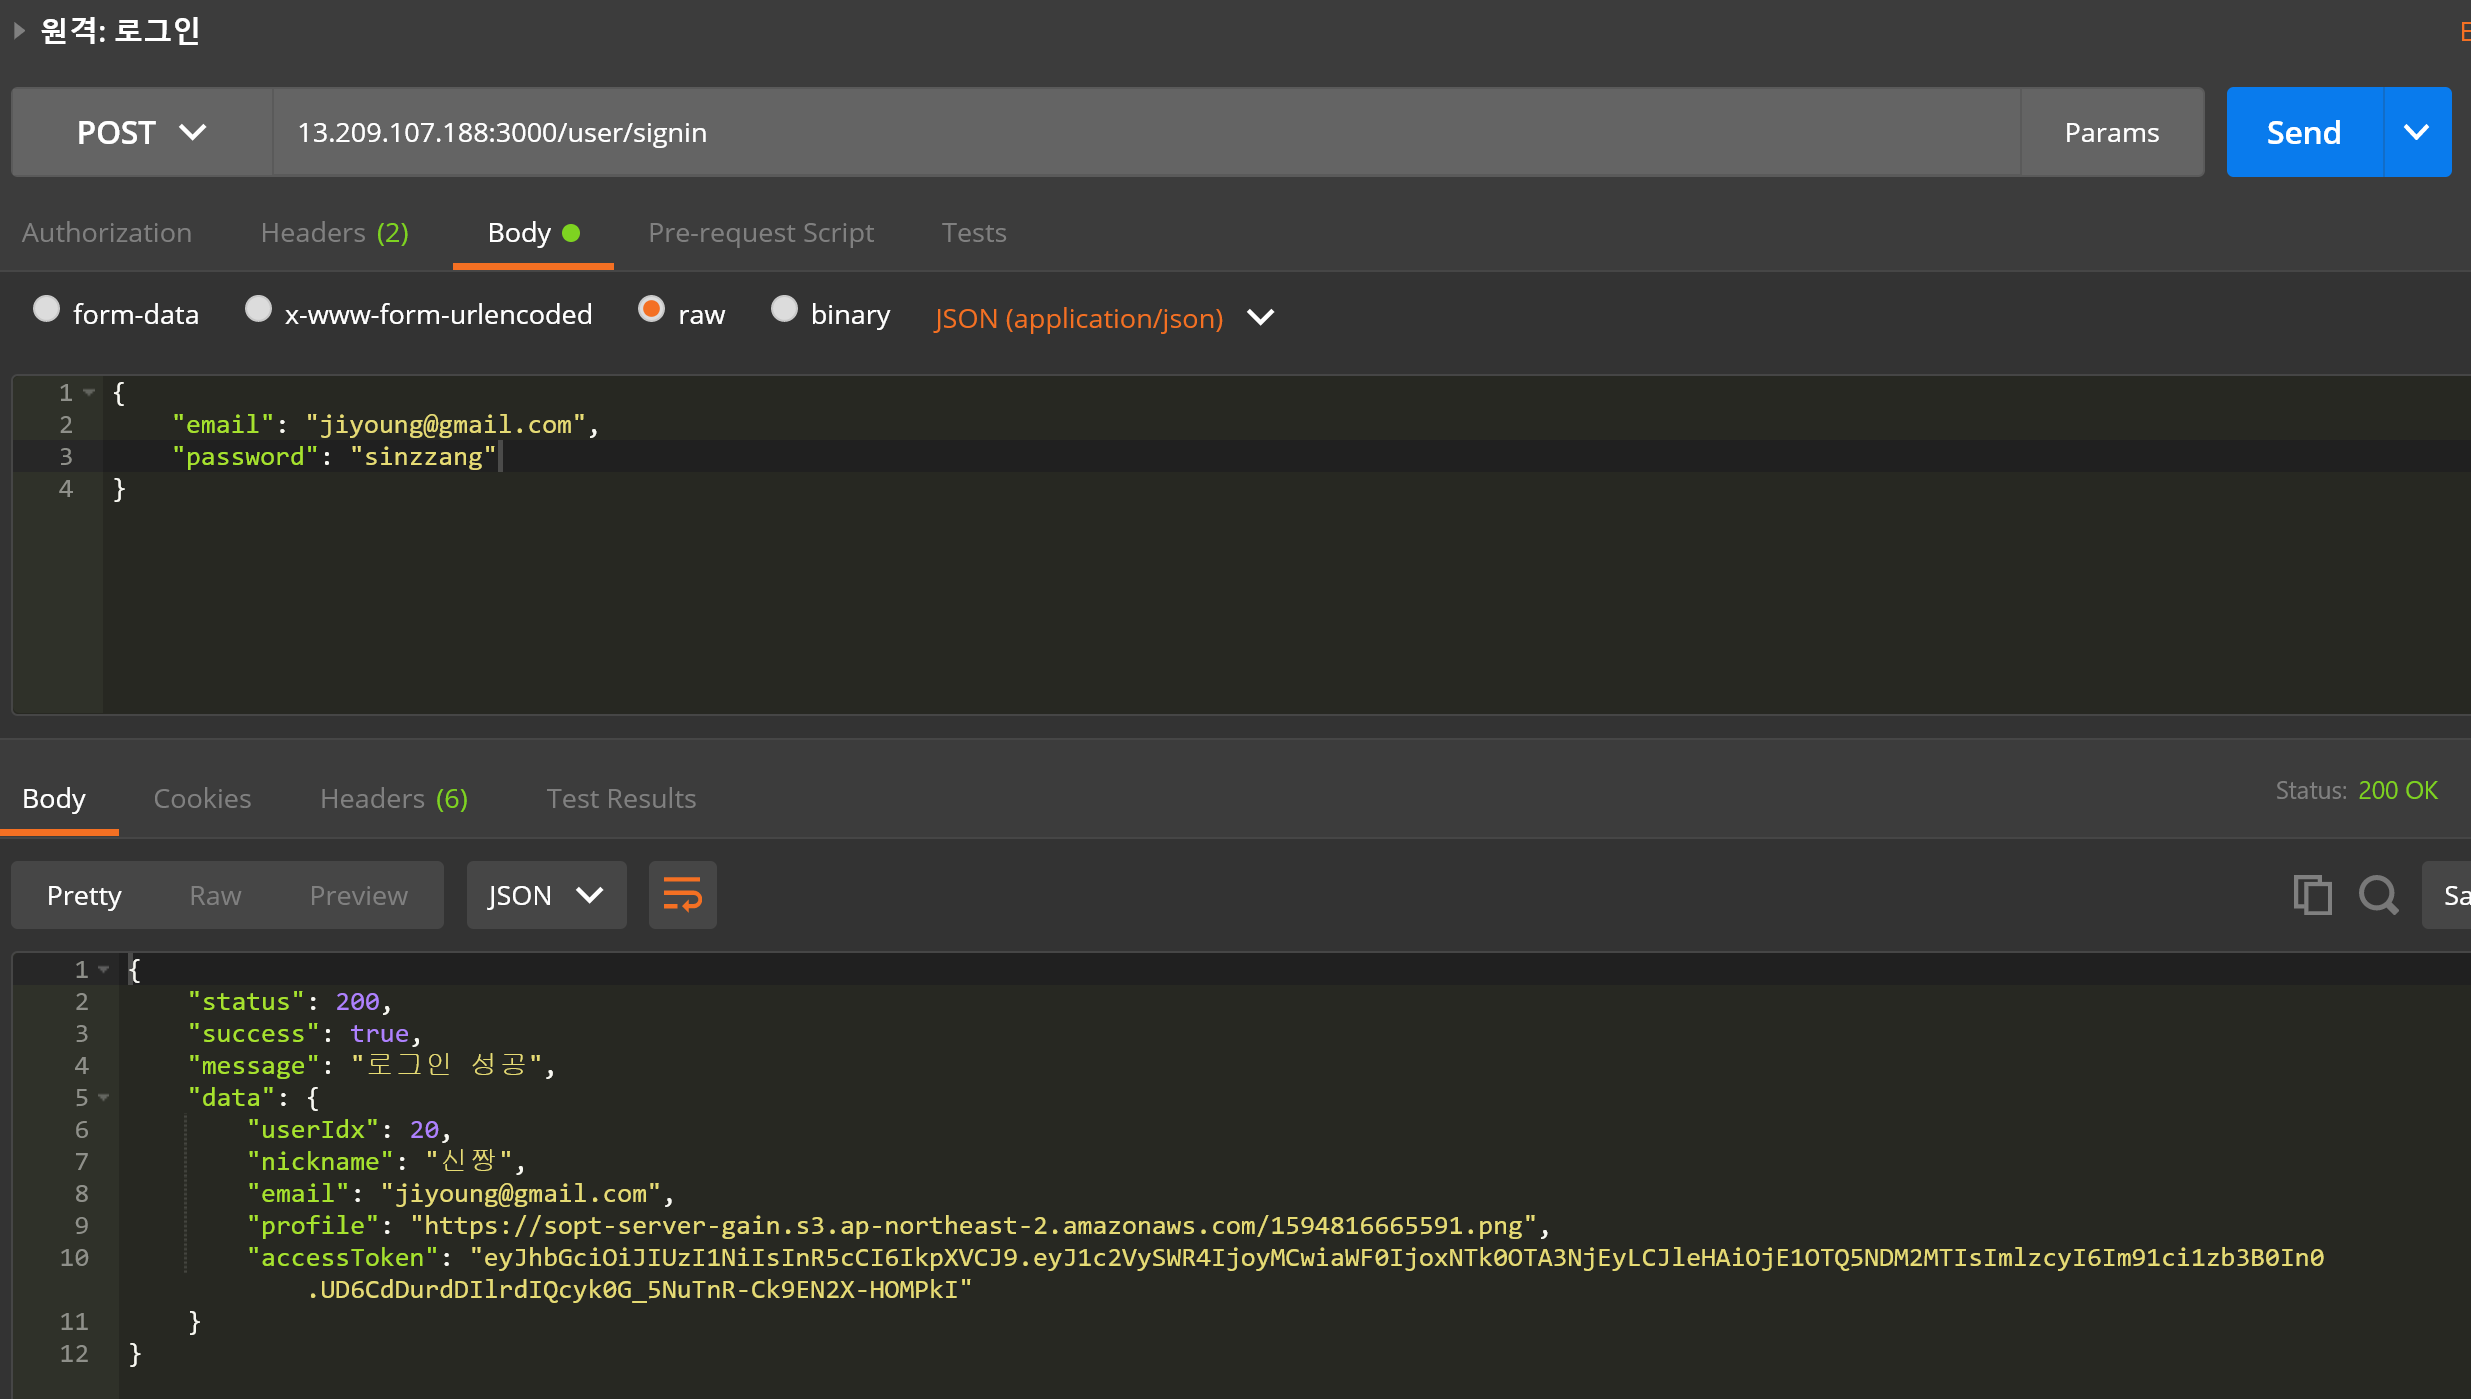 원격: 로그인
POST 13.209.107.188:3000/user/signin Params Send
Authorization Headers (2) Body Pre-request Script Tests
form-data x-www-form-urlencoded raw binary JSON (application/json)
1 {
2 "email": "jiyoung@gmail.com",
3 "password": "sinzzang"
4 }
Body Cookies Headers (6) Test Results Status: 200 OK
Pretty Raw Preview JSON
1 {
2 "status": 200,
3 "success": true,
4 "message": "로그인 성공",
5 "data": {
6 "userIdx": 20,
7 "nickname": "신짱",
8 "email": "jiyoung@gmail.com",
9 "profile": "https://sopt-server-gain.s3.ap-northeast-2.amazonaws.com/1594816665591.png",
10 "accessToken": "eyJhbGciOiJIUzI1NiIsInR5cCI6IkpXVCJ9.eyJ1c2VySWR4IjoyMCwiaWF0IjoxNTk0OTA3NjEyLCJleHAiOjE1OTQ5NDM2MTIsImlzcyI6Im91ci1zb3B0In0
.UD6CdDurdDIlrdIQcyk0G_5NuTnR-Ck9EN2X-HOMPkI"
11 }
12 }